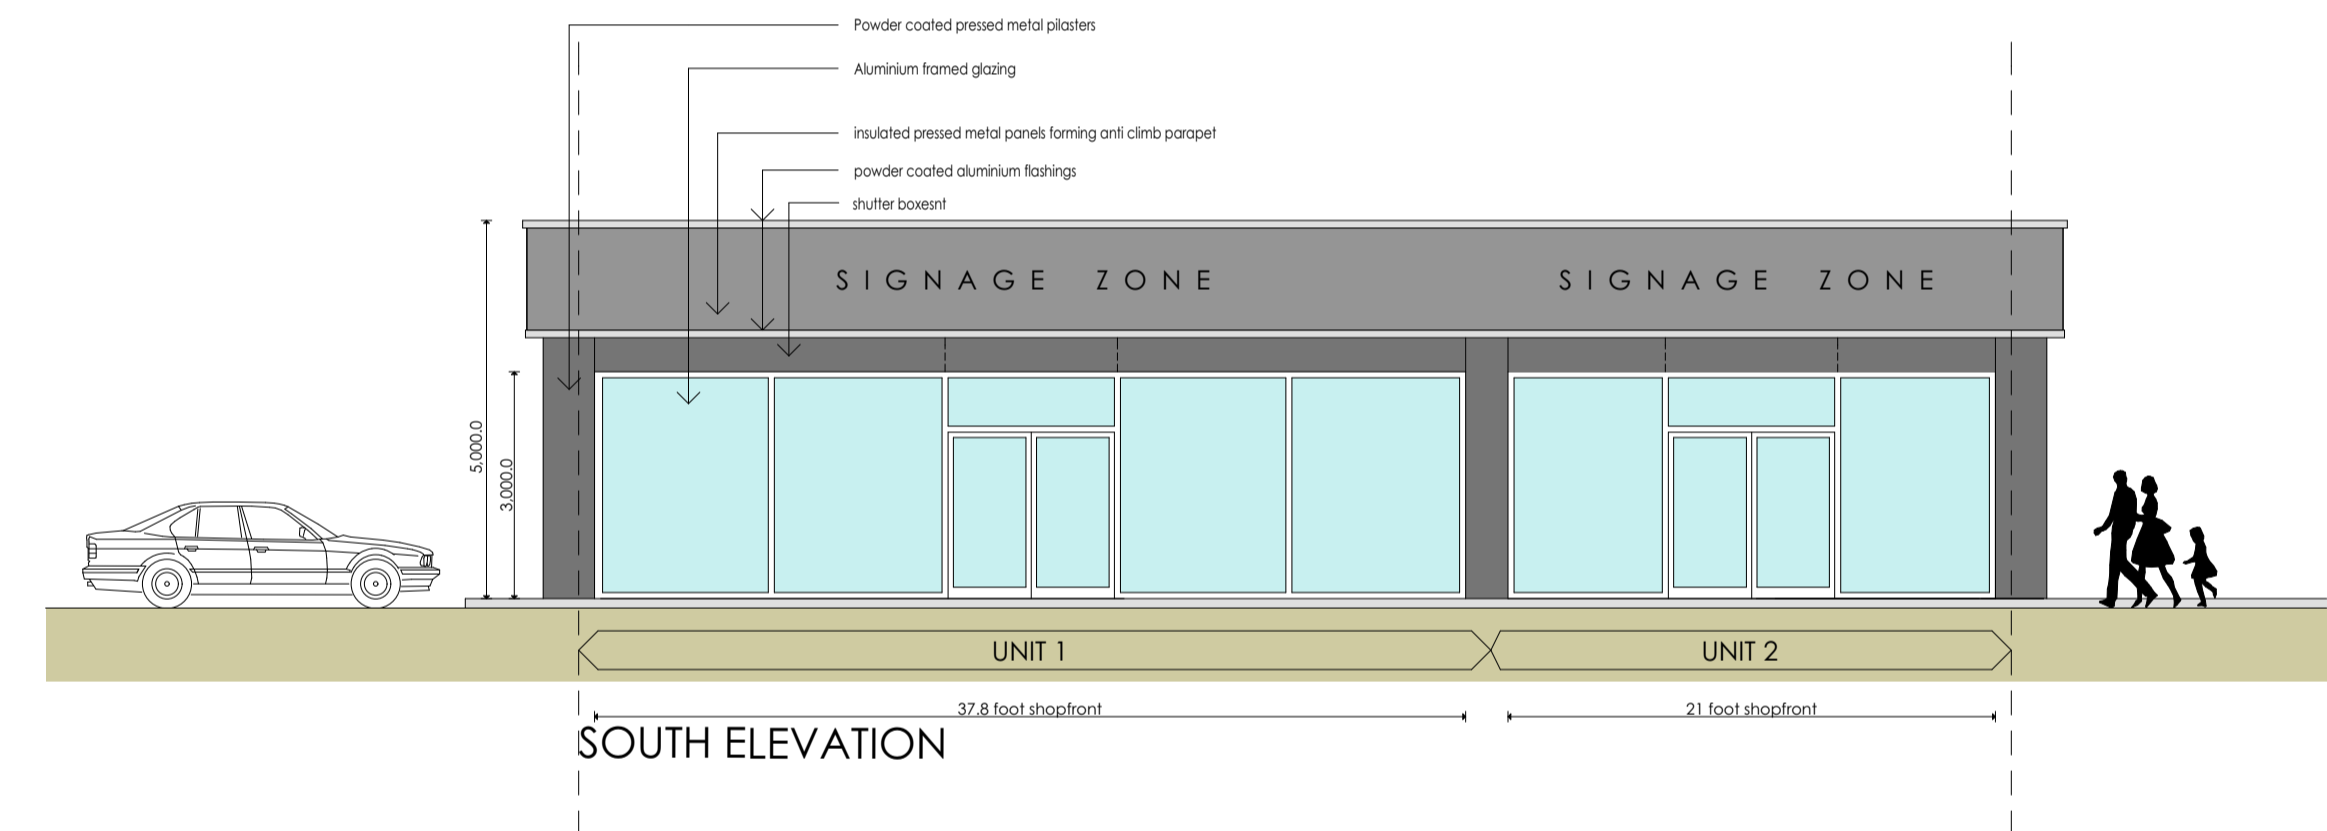 Powder coated pressed metal pilasters
Aluminium framed glazing
insulated pressed metal panels forming anti climb parapet
powder coated aluminium flashings
shutter boxesnt
SIGNAGE ZONE
SIGNAGE ZONE
5,000.0
3,000.0
UNIT 1
UNIT 2
37.8 foot shopfront
21 foot shopfront
SOUTH ELEVATION